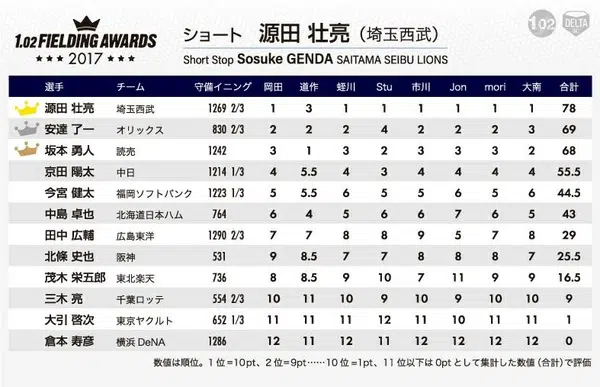 1.02 FIELDING AWARDS
★★★ 2017 ★★★
ショート 源田 壮亮（埼玉西武）
Short Stop Sosuke GENDA SAITAMA SEIBU LIONS
1.02 DELTA
選手 チーム 守備イニング 岡田 道作 蛭川 Stu 市川 Jon mori 大南 合計
源田 壮亮 埼玉西武 1269 2/3 1 3 1 1 1 1 1 1 78
安達 了一 オリックス 830 2/3 2 2 2 4 2 2 2 3 69
坂本 勇人 読売 1242 3 1 3 2 3 3 3 2 68
京田 陽太 中日 1214 1/3 4 5.5 4 3 4 4 4 4 55.5
今宮 健太 福岡ソフトバンク 1223 1/3 5 5.5 6 5 6 5 6 6 44.5
中島 卓也 北海道日本ハム 764 6 4 5 6 6 7 6 5 43
田中 広輔 広島東洋 1290 2/3 7 7 8 8 9 5 7 8 29
北條 史也 阪神 531 9 8.5 7 7 8 8 8 7 25.5
茂木 栄五郎 東北楽天 736 8 8.5 9 10 7 11 9 9 16.5
三木 亮 千葉ロッテ 554 2/3 10 11 10 9 10 9 10 10 9
大引 啓次 東京ヤクルト 652 1/3 11 11 11 12 11 10 11 11 1
倉本 寿彦 横浜 DeNA 1286 12 11 12 11 12 12 12 12 0
数値は順位。1 位＝10pt、2 位＝9pt……10 位＝1pt、11 位以下は 0pt として集計した数値（合計）で評価